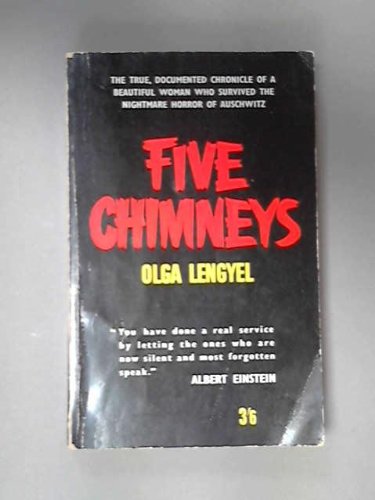 THE TRUE, DOCUMENTED CHRONICLE OF A
BEAUTIFUL WOMAN WHO SURVIVED THE
NIGHTMARE HORROR OF AUSCHWITZ
FIVE
CHIMNEYS
OLGA LENGYEL
"You have done a real service
by letting the ones who are
now silent and most forgotten
speak."
ALBERT EINSTEIN
3/6